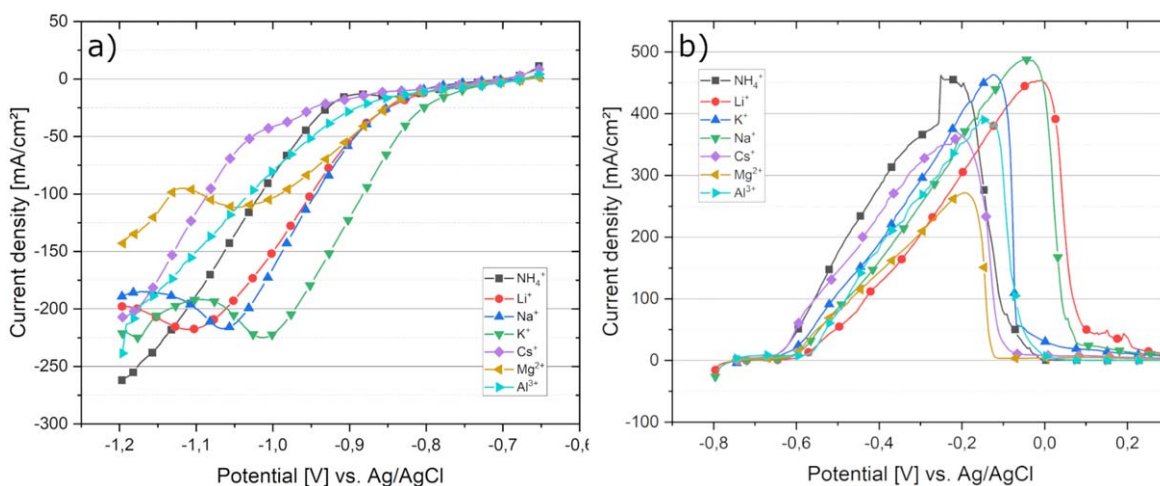 a)
Current density [mA/cm²]
50
0
-50
-100
-150
-200
-250
-300
-1,2
-1,1
-1,0
-0,9
-0,8
-0,7
-0,6
Potential [V] vs. Ag/AgCl
NH₄⁺
Li⁺
Na⁺
K⁺
Cs⁺
Mg²⁺
Al³⁺
b)
Current density [mA/cm²]
500
400
300
200
100
0
-100
-0,8
-0,6
-0,4
-0,2
0,0
0,2
Potential [V] vs. Ag/AgCl
NH₄⁺
Li⁺
K⁺
Na⁺
Cs⁺
Mg²⁺
Al³⁺